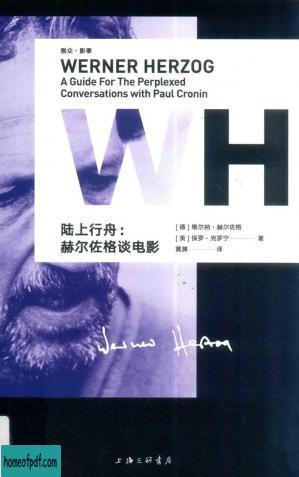 雅众·影事
WERNER HERZOG
A Guide For The Perplexed
Conversations with Paul Cronin
WH
陆上行舟:
赫尔佐格谈电影
[德]维尔纳·赫尔佐格
[英]保罗·克罗宁 著
黄渊 译
Werner Herzog
上海三联书店
homeofpdf.com